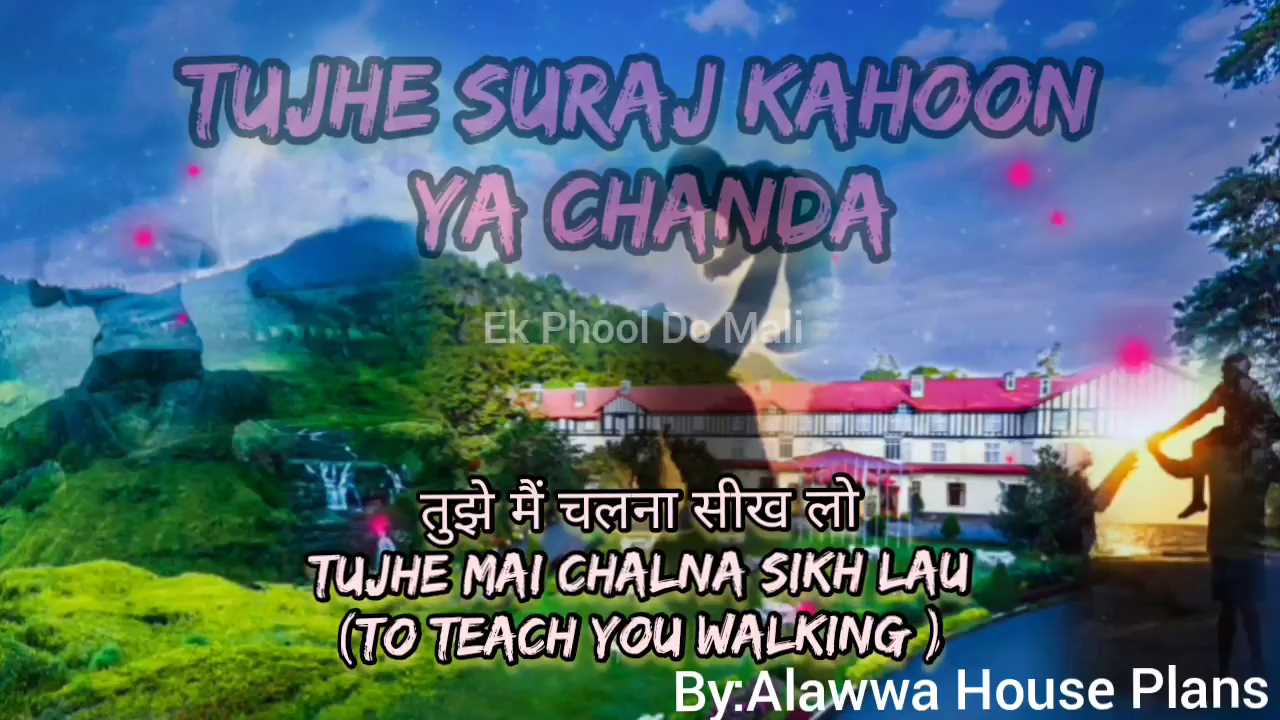 TUJHE SURAJ KAHOON
YA CHANDA
Ek Phool Do Mali
तुझे मैं चलना सीख लो
TUJHE MAI CHALNA SIKH LAU
(TO TEACH YOU WALKING )
By:Alawwa House Plans